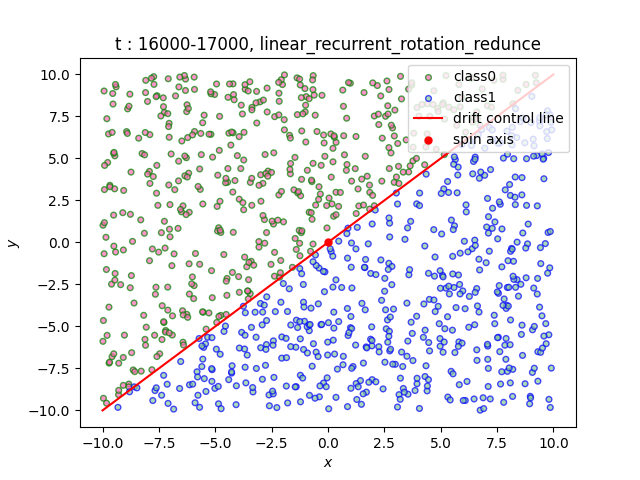 t : 16000-17000, linear_recurrent_rotation_redunce
class0
class1
drift control line
spin axis
10.0
7.5
5.0
2.5
0.0
−2.5
−5.0
−7.5
−10.0
y
−10.0 −7.5 −5.0 −2.5 0.0 2.5 5.0 7.5 10.0
x